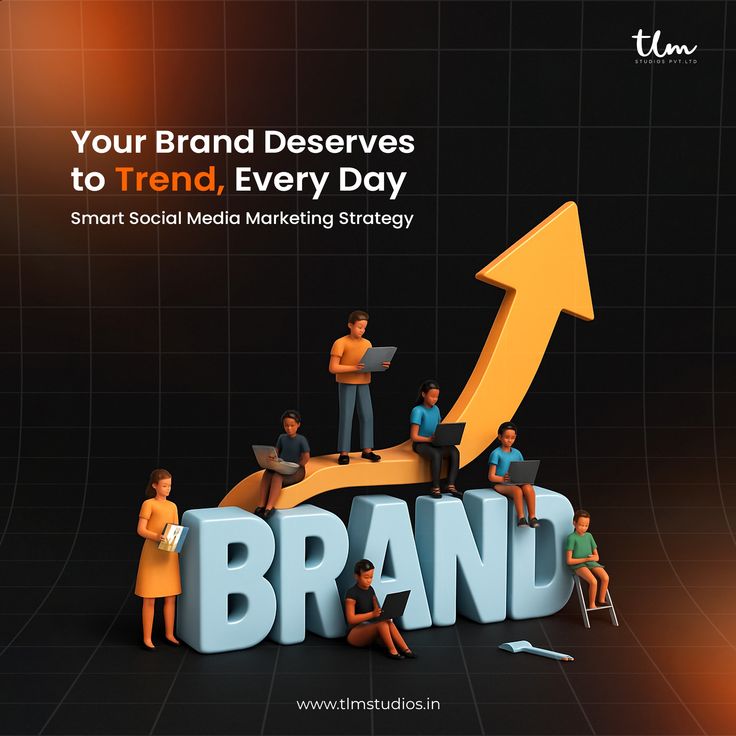 tlm
STUDIOS PVT.LTD
Your Brand Deserves
to Trend, Every Day
Smart Social Media Marketing Strategy
BRAND
www.tlmstudios.in